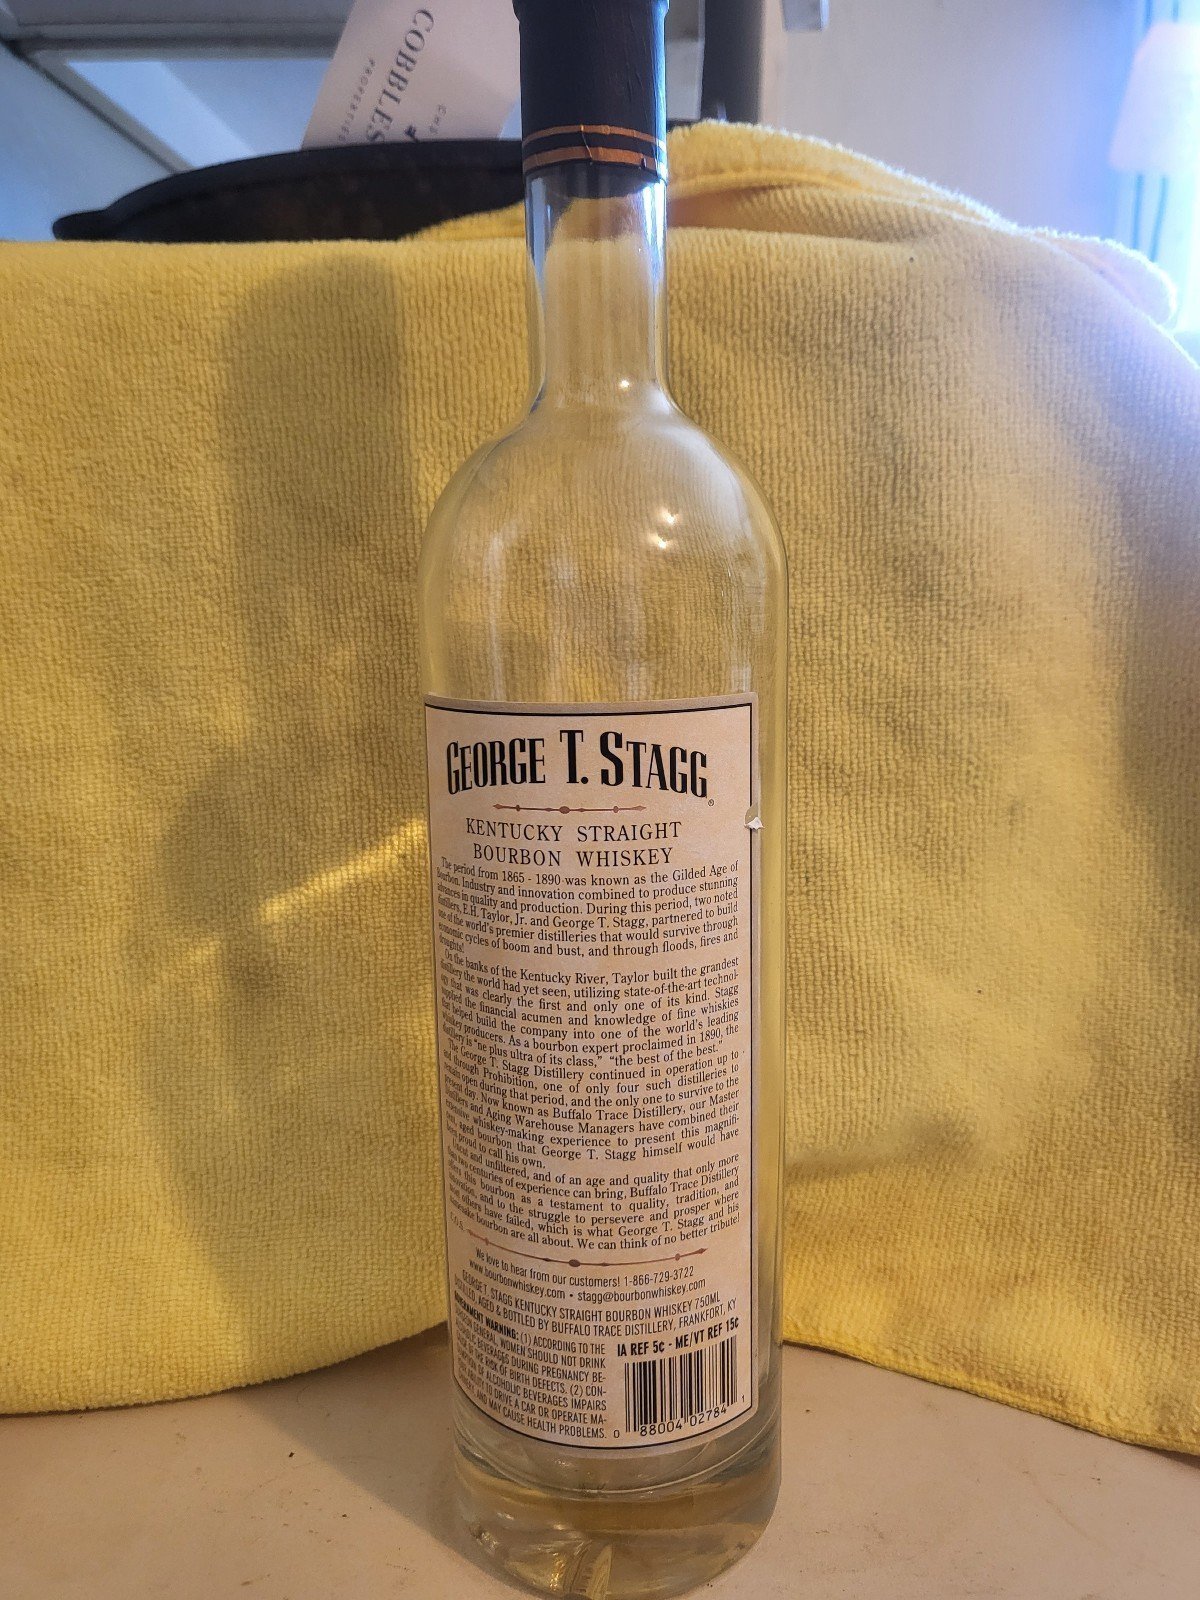 THE
COBBLES
PROPERTIES
GEORGE T. STAGG®
KENTUCKY STRAIGHT
BOURBON WHISKEY
The period from 1865 - 1890 was known as the Gilded Age of
Bourbon. Industry and innovation combined to produce stunning
advances in quality and production. During this period, two noted
distillers, E.H. Taylor, Jr. and George T. Stagg, partnered to build
one of the world's premier distilleries that would survive through
economic cycles of boom and bust, and through floods, fires and
droughts!
On the banks of the Kentucky River, Taylor built the grandest
distillery the world had yet seen, utilizing state-of-the-art technol-
ogy that was clearly the first and only one of its kind. Stagg
supplied the financial acumen and knowledge of fine whiskies
that helped build the company into one of the world's leading
whiskey producers. As a bourbon expert proclaimed in 1890, the
distillery is "ne plus ultra of its class," "the best of the best."
The George T. Stagg Distillery continued in operation up to
and through Prohibition, one of only four such distilleries to
remain open during that period, and the only one to survive to the
present day. Now known as Buffalo Trace Distillery, our Master
Distillers and Aging Warehouse Managers have combined their
extensive whiskey-making experience to present this magnifi-
cent, aged bourbon that George T. Stagg himself would have
been proud to call his own.
Uncut and unfiltered, and of an age and quality that only more
than two centuries of experience can bring, Buffalo Trace Distillery
offers this bourbon as a testament to quality, tradition, and
innovation, and to the struggle to persevere and prosper where
most others have failed, which is what George T. Stagg and his
namesake bourbon are all about. We can think of no better tribute!
We love to hear from our customers! 1-866-729-3722
www.bourbonwhiskey.com • stagg@bourbonwhiskey.com
GEORGE T. STAGG KENTUCKY STRAIGHT BOURBON WHISKEY 750ML
DISTILLED, AGED & BOTTLED BY BUFFALO TRACE DISTILLERY, FRANKFORT, KY
GOVERNMENT WARNING: (1) ACCORDING TO THE
SURGEON GENERAL, WOMEN SHOULD NOT DRINK
ALCOHOLIC BEVERAGES DURING PREGNANCY BE-
CAUSE OF THE RISK OF BIRTH DEFECTS. (2) CON-
SUMPTION OF ALCOHOLIC BEVERAGES IMPAIRS
YOUR ABILITY TO DRIVE A CAR OR OPERATE MA-
CHINERY, AND MAY CAUSE HEALTH PROBLEMS.
IA REF 5¢ - ME/VT REF 15¢
0 88004 02784 1